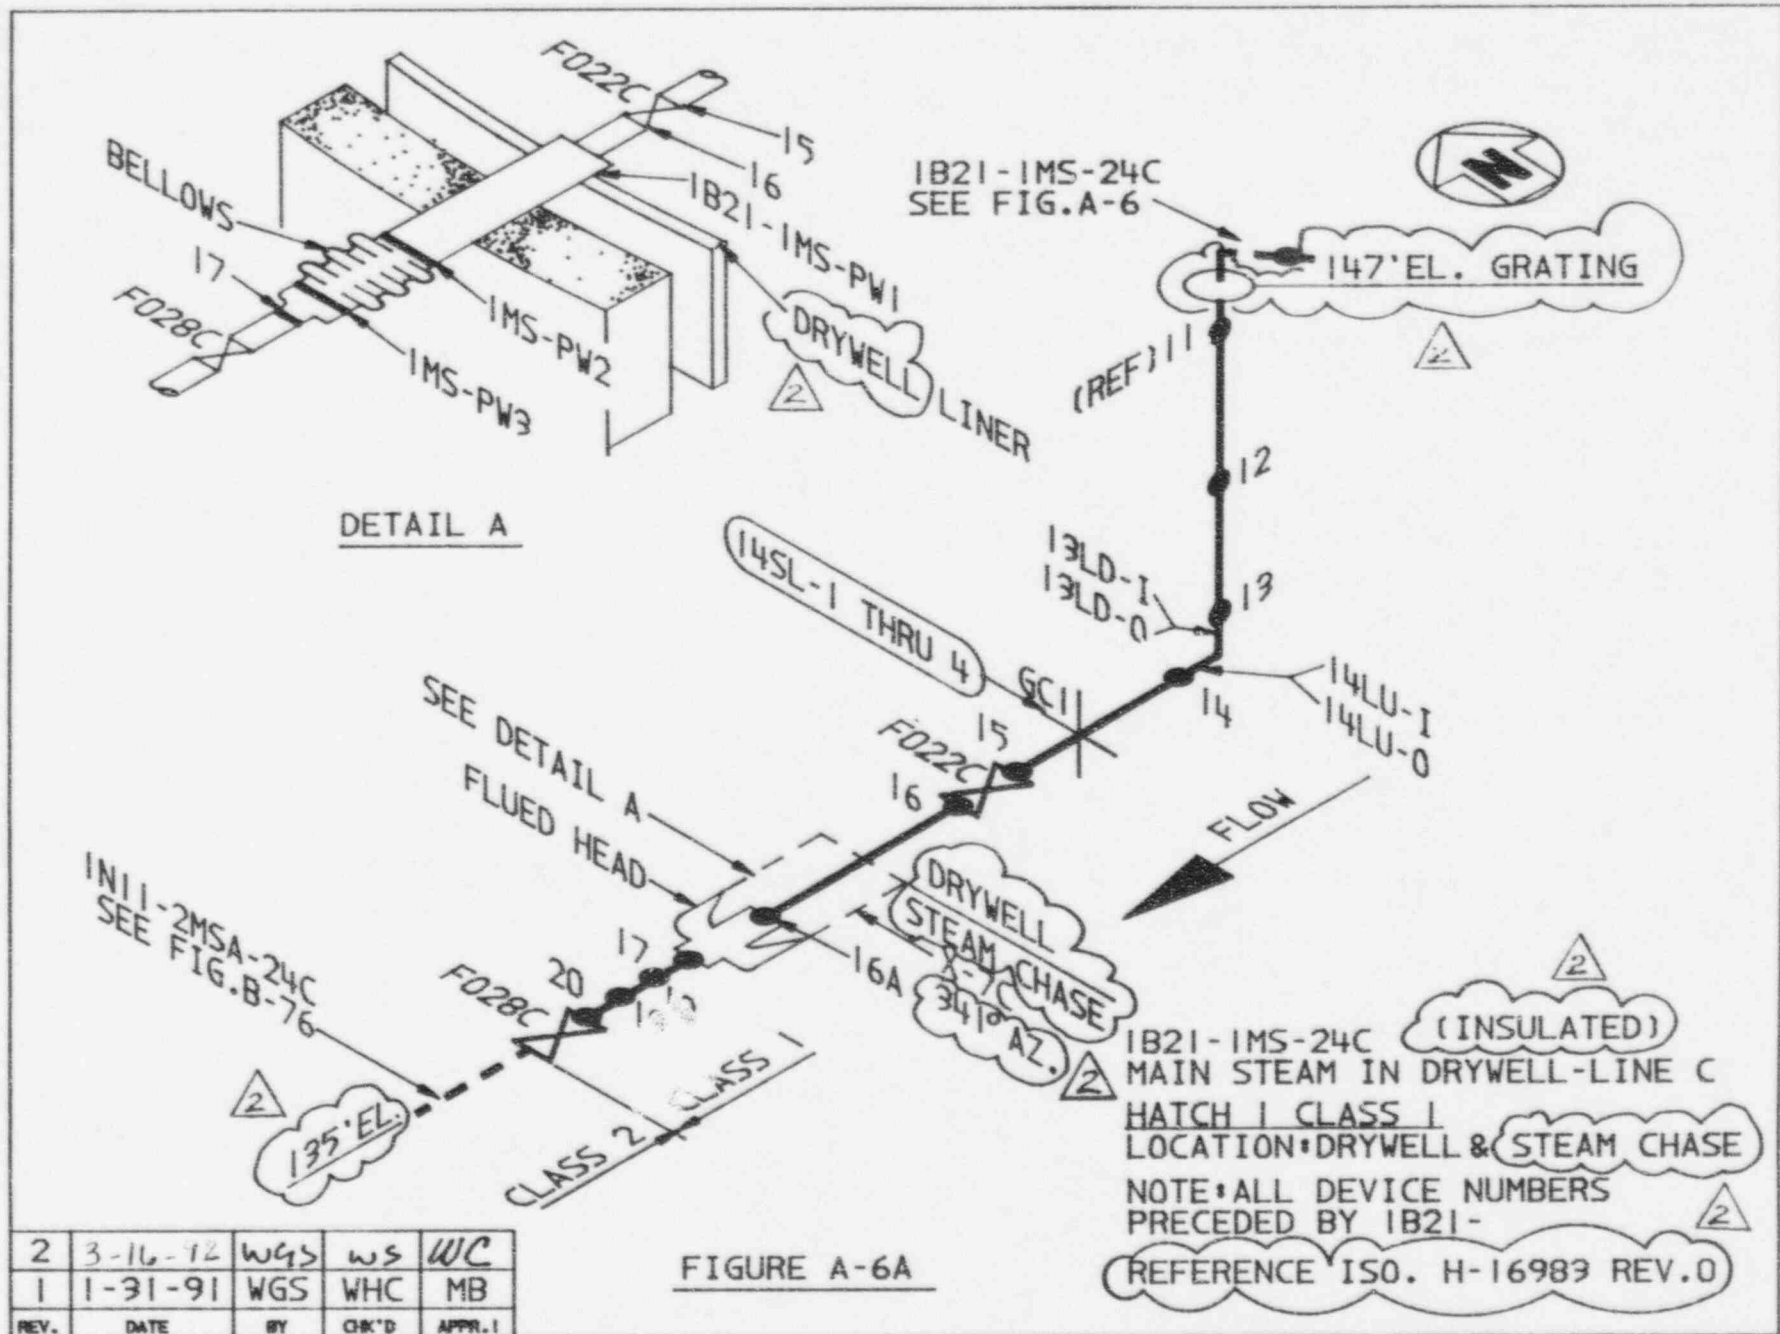 F022C
15
16
1B21-1MS-PW1
BELLOWS
17
F028C
1MS-PW2
1MS-PW3
DRYWELL LINER
2
DETAIL A
N
1B21-1MS-24C
SEE FIG.A-6
147'EL. GRATING
2
(REF) 11
12
13
13LD-I
13LD-O
14SL-1 THRU 4
GC11
14
14LU-I
14LU-O
15
F022C
16
FLOW
SEE DETAIL A
FLUED HEAD
DRYWELL
STEAM CHASE
X-7C
341° AZ.
2
16A
17
20
F028C
1N11-2MSA-24C
SEE FIG.B-76
2
135'EL.
CLASS 1
CLASS 2
2
1B21-1MS-24C (INSULATED)
MAIN STEAM IN DRYWELL-LINE C
HATCH 1 CLASS 1
LOCATION:DRYWELL & STEAM CHASE
NOTE:ALL DEVICE NUMBERS
PRECEDED BY 1B21-
2
REFERENCE ISO. H-16983 REV.0
FIGURE A-6A
2 3-16-92 WGS WS WC
1 1-31-91 WGS WHC MB
REV. DATE BY CHK'D APPR.1